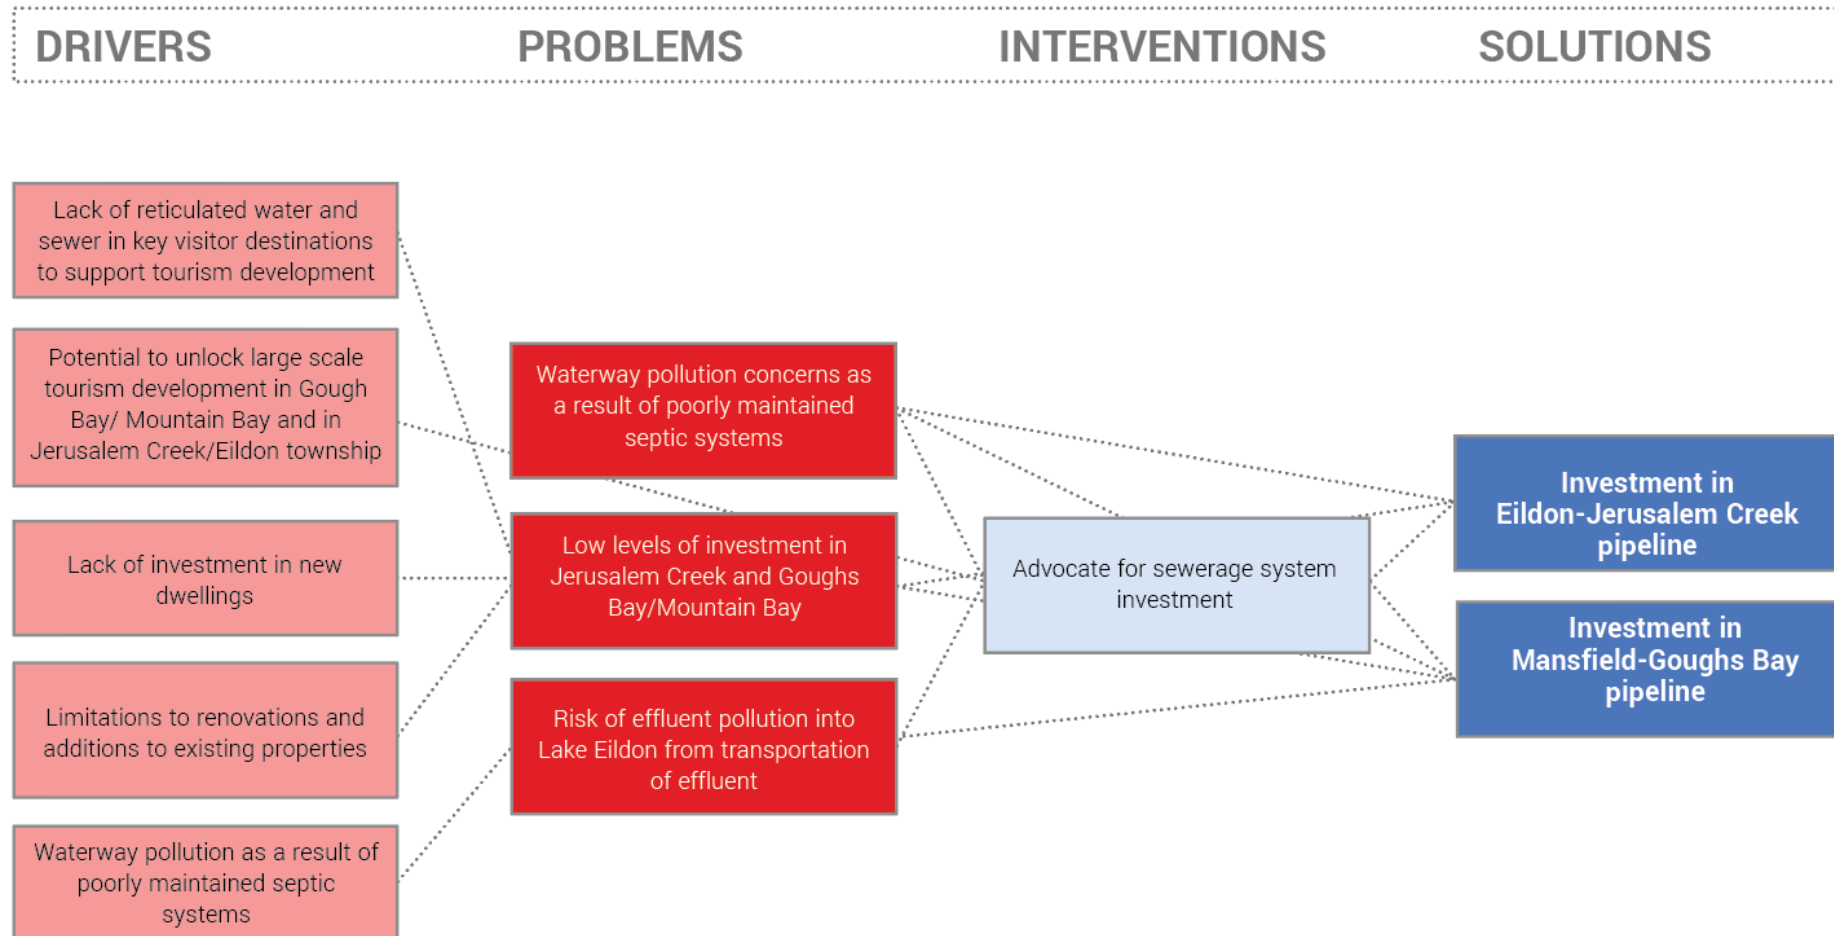 DRIVERS
PROBLEMS
INTERVENTIONS
SOLUTIONS
Lack of reticulated water and
sewer in key visitor destinations
to support tourism development
Potential to unlock large scale
tourism development in Gough
Bay/ Mountain Bay and in
Jerusalem Creek/Eildon township
Lack of investment in new
dwellings
Limitations to renovations and
additions to existing properties
Waterway pollution as a result of
poorly maintained septic
systems
Waterway pollution concerns as
a result of poorly maintained
septic systems
Low levels of investment in
Jerusalem Creek and Goughs
Bay/Mountain Bay
Risk of effluent pollution into
Lake Eildon from transportation
of effluent
Advocate for sewerage system
investment
Investment in
Eildon-Jerusalem Creek
pipeline
Investment in
Mansfield-Goughs Bay
pipeline